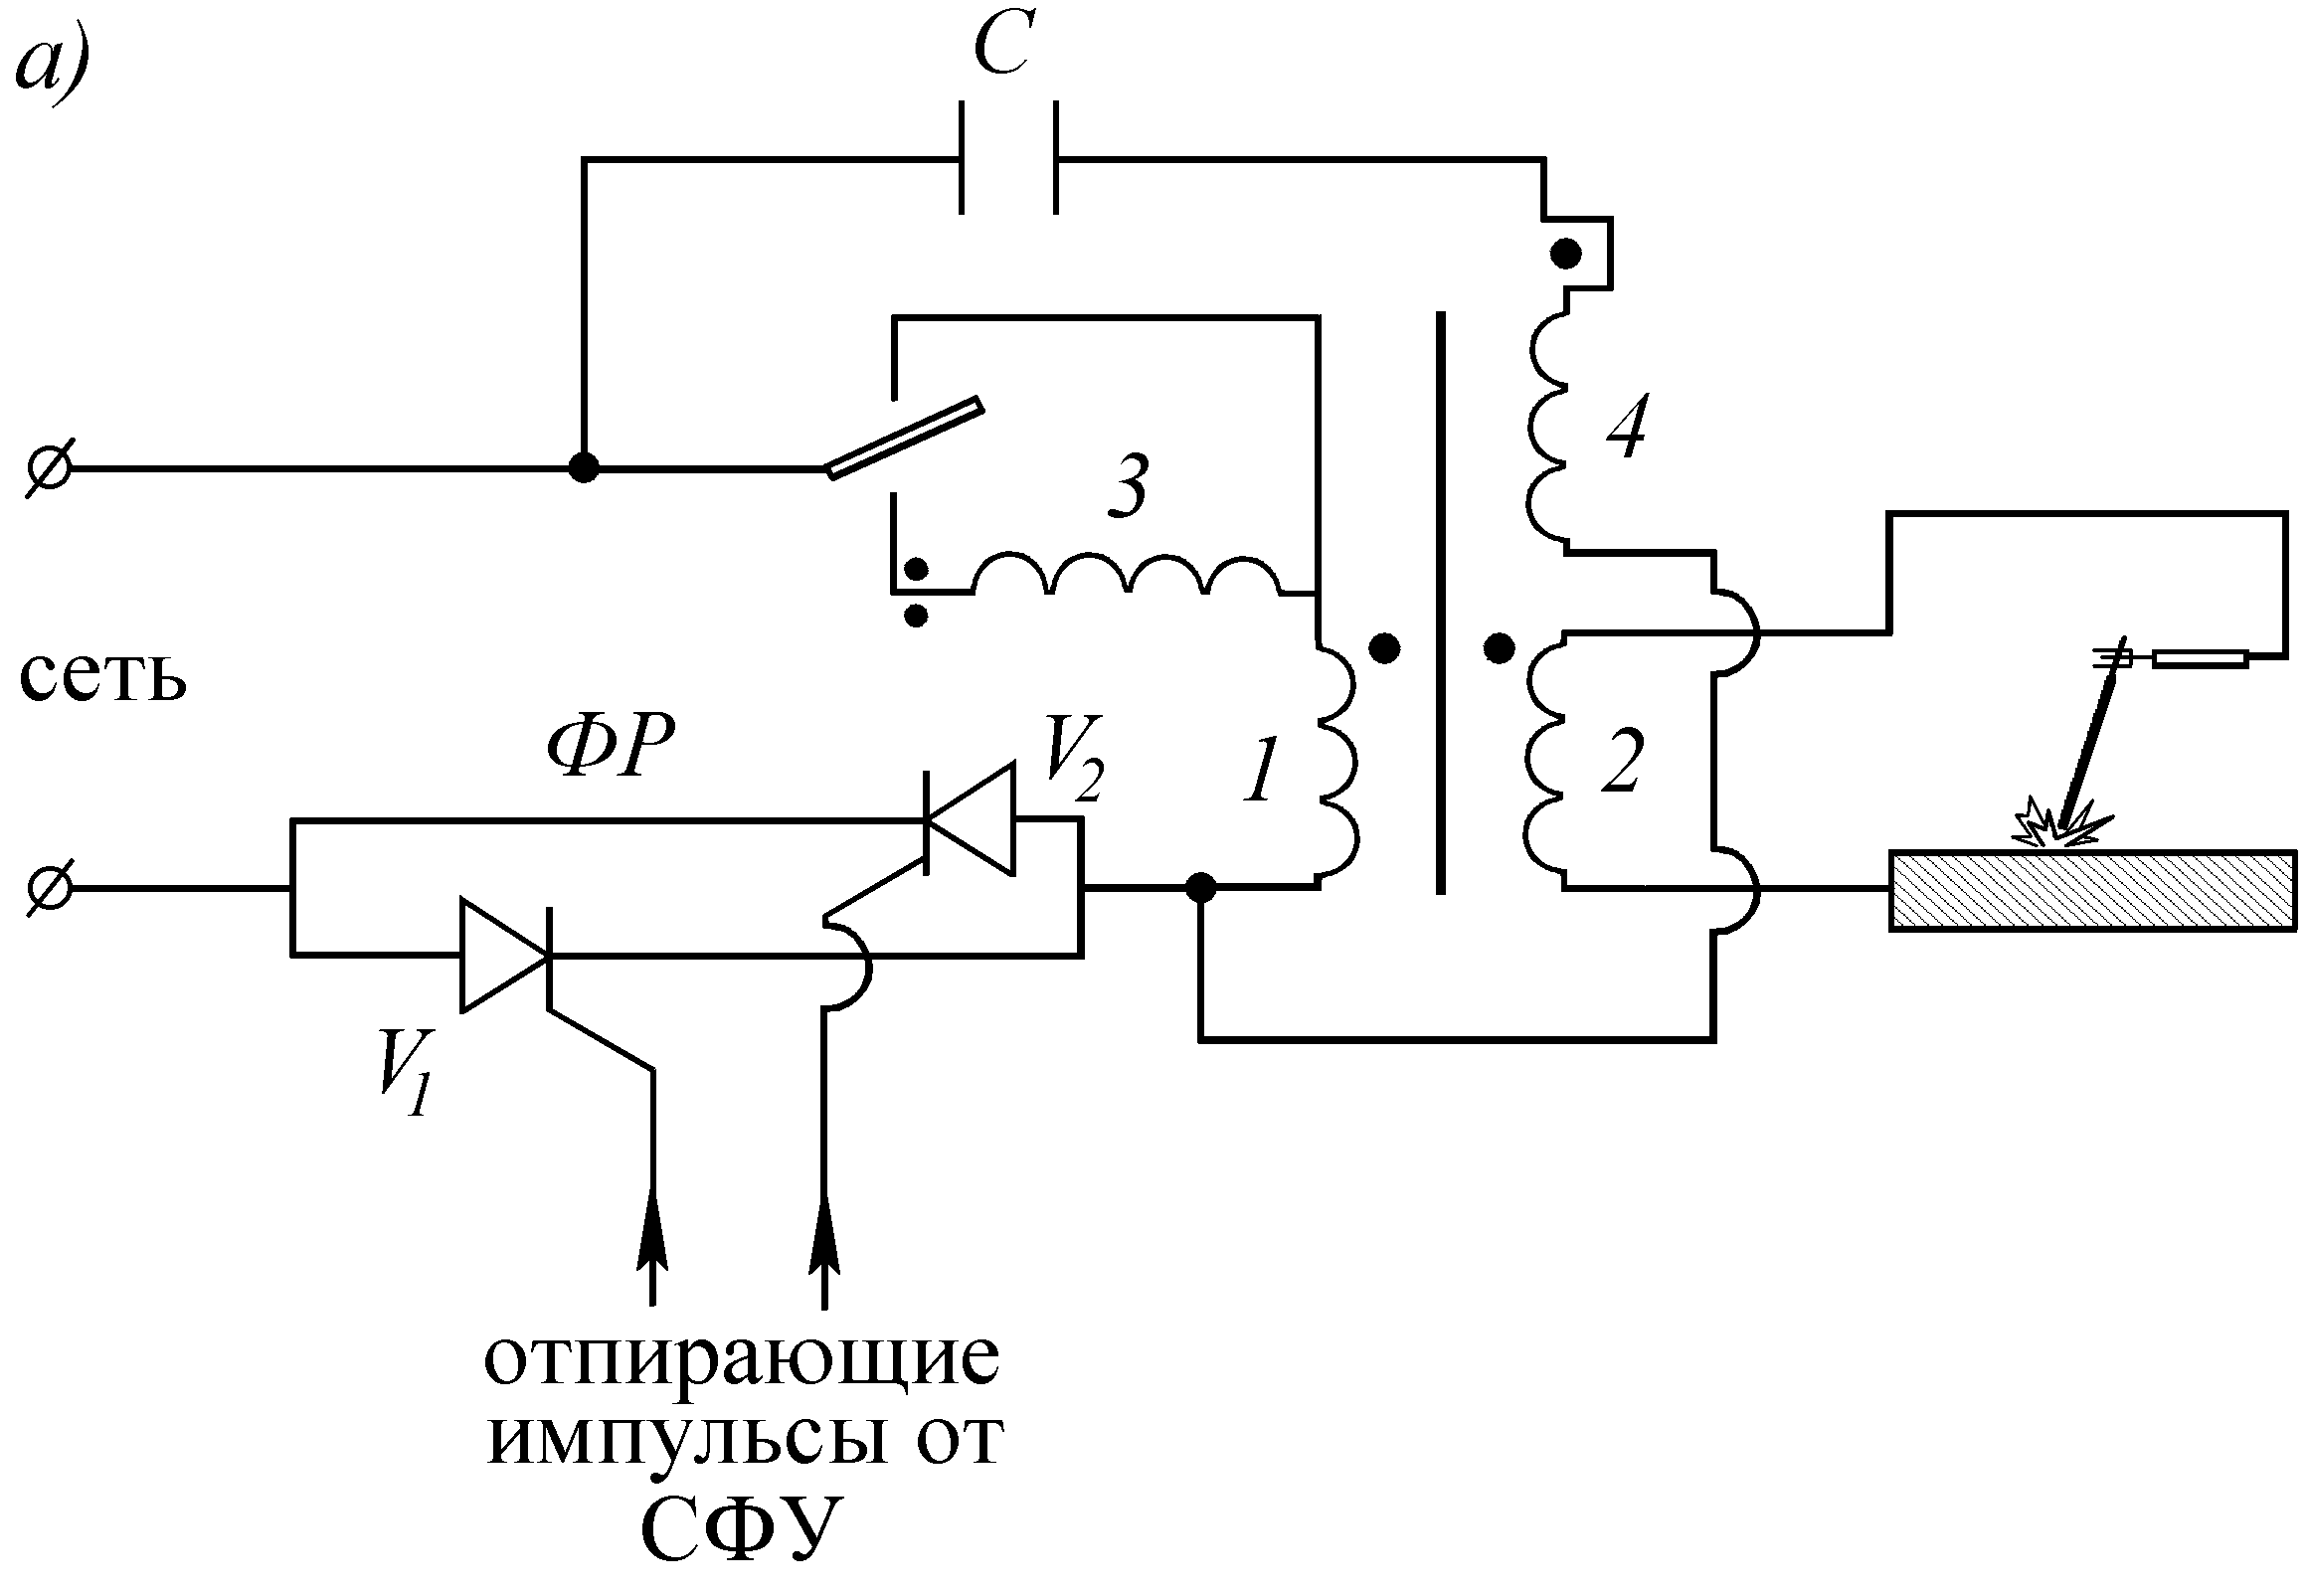 а)
C
4
3
сеть
ФР
V2
1
2
V1
отпирающие
импульсы от
СФУ